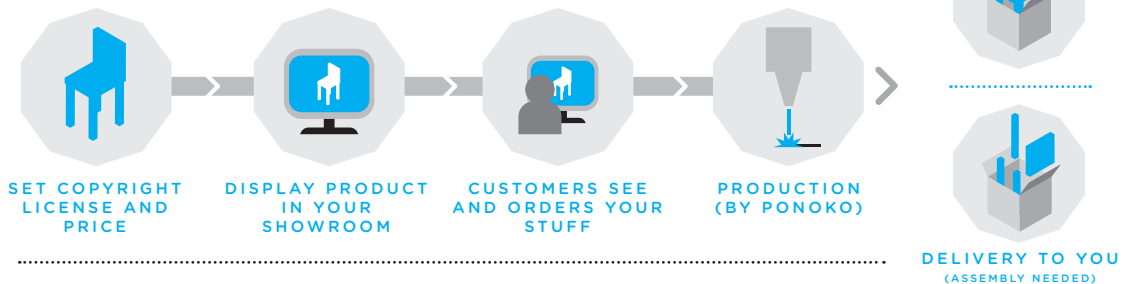 SET COPYRIGHT
LICENSE AND
PRICE
DISPLAY PRODUCT
IN YOUR
SHOWROOM
CUSTOMERS SEE
AND ORDERS YOUR
STUFF
PRODUCTION
(BY PONOKO)
DELIVERY TO YOU
(ASSEMBLY NEEDED)